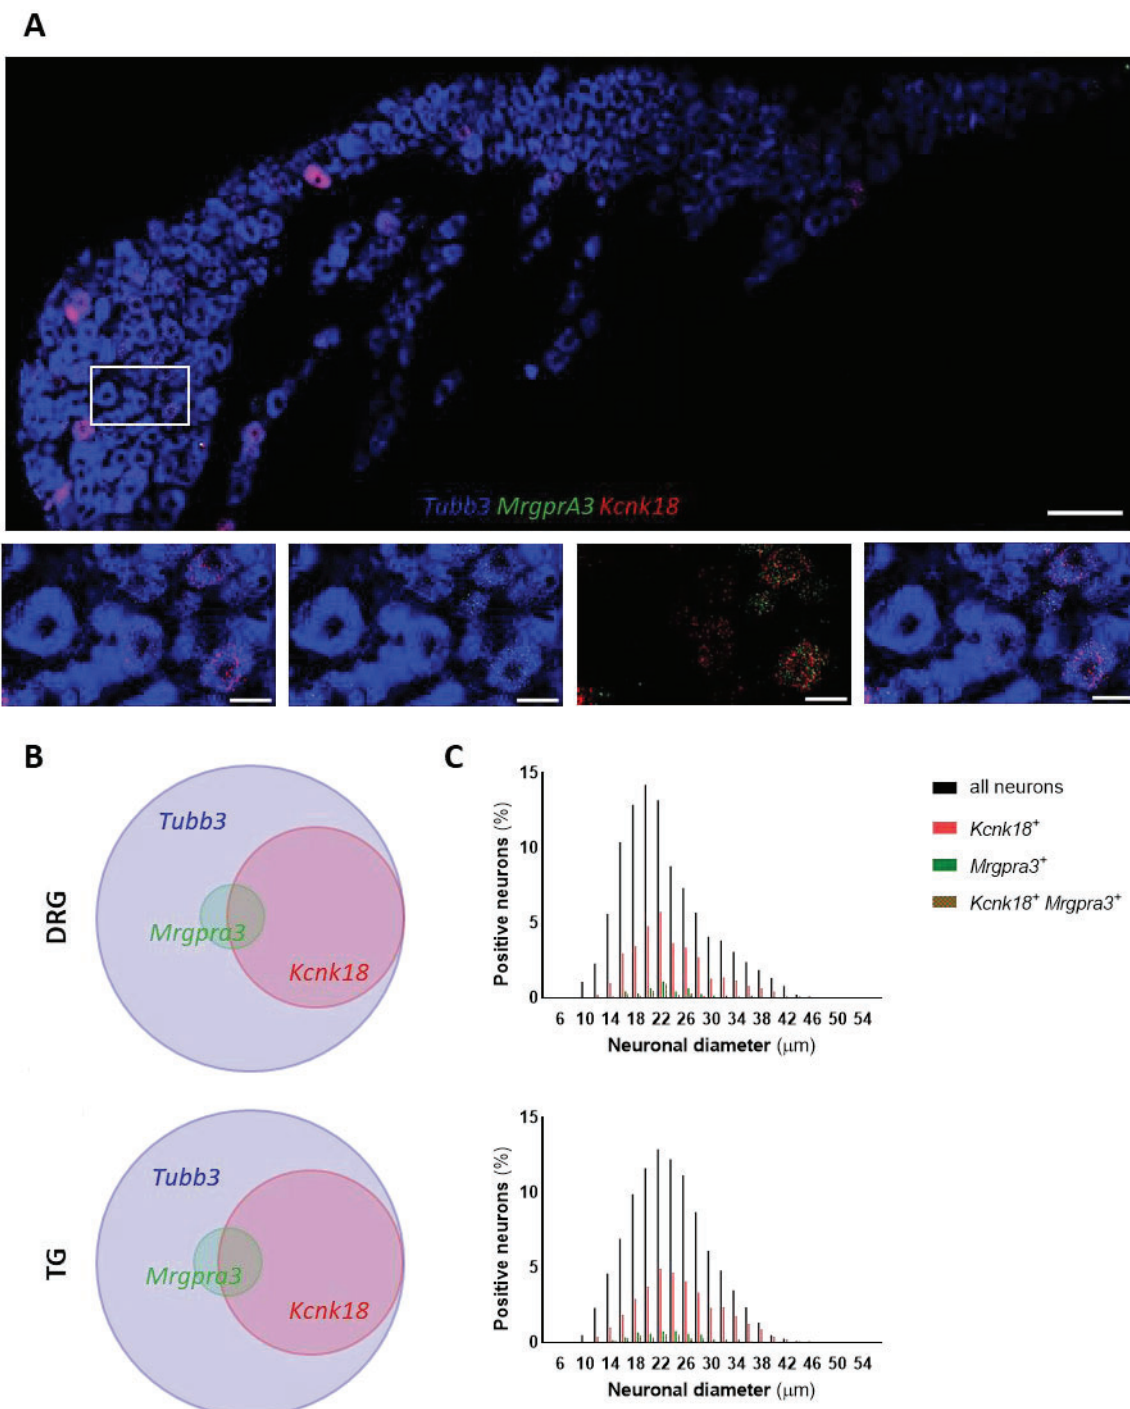 A
Tubb3 MrgprA3 Kcnk18
B
DRG
Tubb3
Mrgpra3
Kcnk18
TG
Tubb3
Mrgpra3
Kcnk18
C
Positive neurons (%)
15
10
5
0
6 10 14 18 22 26 30 34 38 42 46 50 54
Neuronal diameter (μm)
all neurons
Kcnk18⁺
Mrgpra3⁺
Kcnk18⁺ Mrgpra3⁺
Positive neurons (%)
15
10
5
0
6 10 14 18 22 26 30 34 38 42 46 50 54
Neuronal diameter (μm)